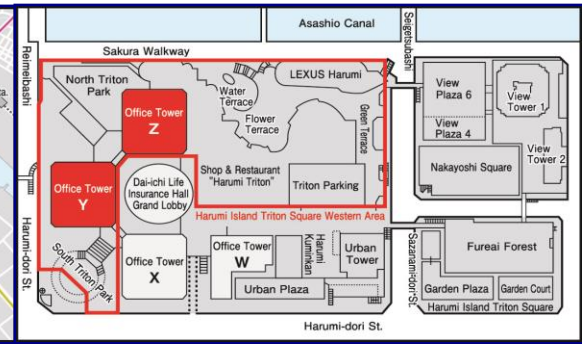 Asashio Canal
Seigetsubashi
Reimeibashi
Sakura Walkway
North Triton
Park
Office Tower
Z
Water
Terrace
Flower
Terrace
LEXUS Harumi
Green Terrace
View
Plaza 6
View
Tower 1
View
Plaza 4
View
Tower 2
Nakayoshi Square
Office Tower
Y
Dai-ichi Life
Insurance Hall
Grand Lobby
Shop & Restaurant
"Harumi Triton"
Triton Parking
Harumi Island Triton Square Western Area
Harumi-dori St.
South Triton Park
Office Tower
X
Office Tower
W
Harumi
Kuminkan
Urban
Tower
Urban Plaza
Sazanami-dori St.
Fureai Forest
Garden Plaza
Garden Court
Harumi Island Triton Square
Harumi-dori St.